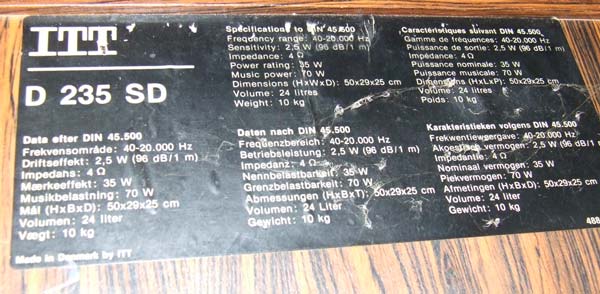 ITT
D 235 SD
Specifications to DIN 45.500
Frequency range: 40-20.000 Hz
Sensitivity: 2,5 W (96 dB/1 m)
Impedance: 4 Ω
Power rating: 35 W
Music power: 70 W
Dimensions (HxWxD): 50x29x25 cm
Volume: 24 litres
Weight: 10 kg
Caractéristiques suivant DIN 45.500
Gamme de fréquences: 40-20.000 Hz
Puissance de sortie: 2,5 W (96 dB/1 m)
Impédance: 4 Ω
Puissance nominale: 35 W
Puissance musicale: 70 W
Dimensions (HxLxP): 50x29x25 cm
Volume: 24 litres
Poids: 10 kg
Data efter DIN 45.500
Frekvensområde: 40-20.000 Hz
Driftseffekt: 2,5 W (96 dB/1 m)
Impedans: 4 Ω
Mærkeeffekt: 35 W
Musikbelastning: 70 W
Mål (HxBxD): 50x29x25 cm
Volumen: 24 liter
Vægt: 10 kg
Daten nach DIN 45.500
Frequenzbereich: 40-20.000 Hz
Betriebsleistung: 2,5 W (96 dB/1 m)
Impedanz: 4 Ω
Nennbelastbarkeit: 35 W
Grenzbelastbarkeit: 70 W
Abmessungen (HxBxT): 50x29x25 cm
Volumen: 24 Liter
Gewicht: 10 kg
Karakteristieken volgens DIN 45.500
Frekwentieweergave: 40-20.000 Hz
Akoestisch vermogen: 2,5 W (96 dB/1 m)
Impedantie: 4 Ω
Nominaal vermogen: 35 W
Piekvermogen: 70 W
Afmetingen (HxBxD): 50x29x25 cm
Volume: 24 liter
Gewicht: 10 kg
488
Made in Denmark by ITT